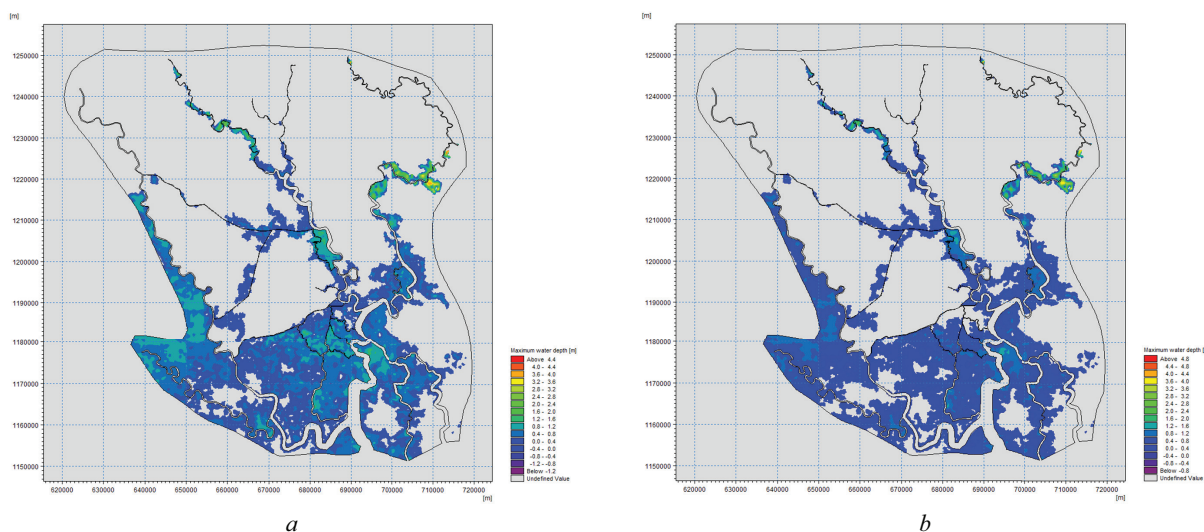 [m]
1250000
1240000
1230000
1220000
1210000
1200000
1190000
1180000
1170000
1160000
1150000
620000 630000 640000 650000 660000 670000 680000 690000 700000 710000 720000
[m]
Maximum water depth [m]
Above 4.4
4.0 - 4.4
3.6 - 4.0
3.2 - 3.6
2.8 - 3.2
2.4 - 2.8
2.0 - 2.4
1.6 - 2.0
1.2 - 1.6
0.8 - 1.2
0.4 - 0.8
0.0 - 0.4
-0.4 - 0.0
-0.8 - -0.4
-1.2 - -0.8
Below -1.2
Undefined Value
a
[m]
1250000
1240000
1230000
1220000
1210000
1200000
1190000
1180000
1170000
1160000
1150000
620000 630000 640000 650000 660000 670000 680000 690000 700000 710000 720000
[m]
Maximum water depth [
Above 4.8
4.4 - 4.8
4.0 - 4.4
3.6 - 4.0
3.2 - 3.6
2.8 - 3.2
2.4 - 2.8
2.0 - 2.4
1.6 - 2.0
1.2 - 1.6
0.8 - 1.2
0.4 - 0.8
0.0 - 0.4
-0.4 - 0.0
-0.8 - -0.4
Below -0.8
Undefined Value
b